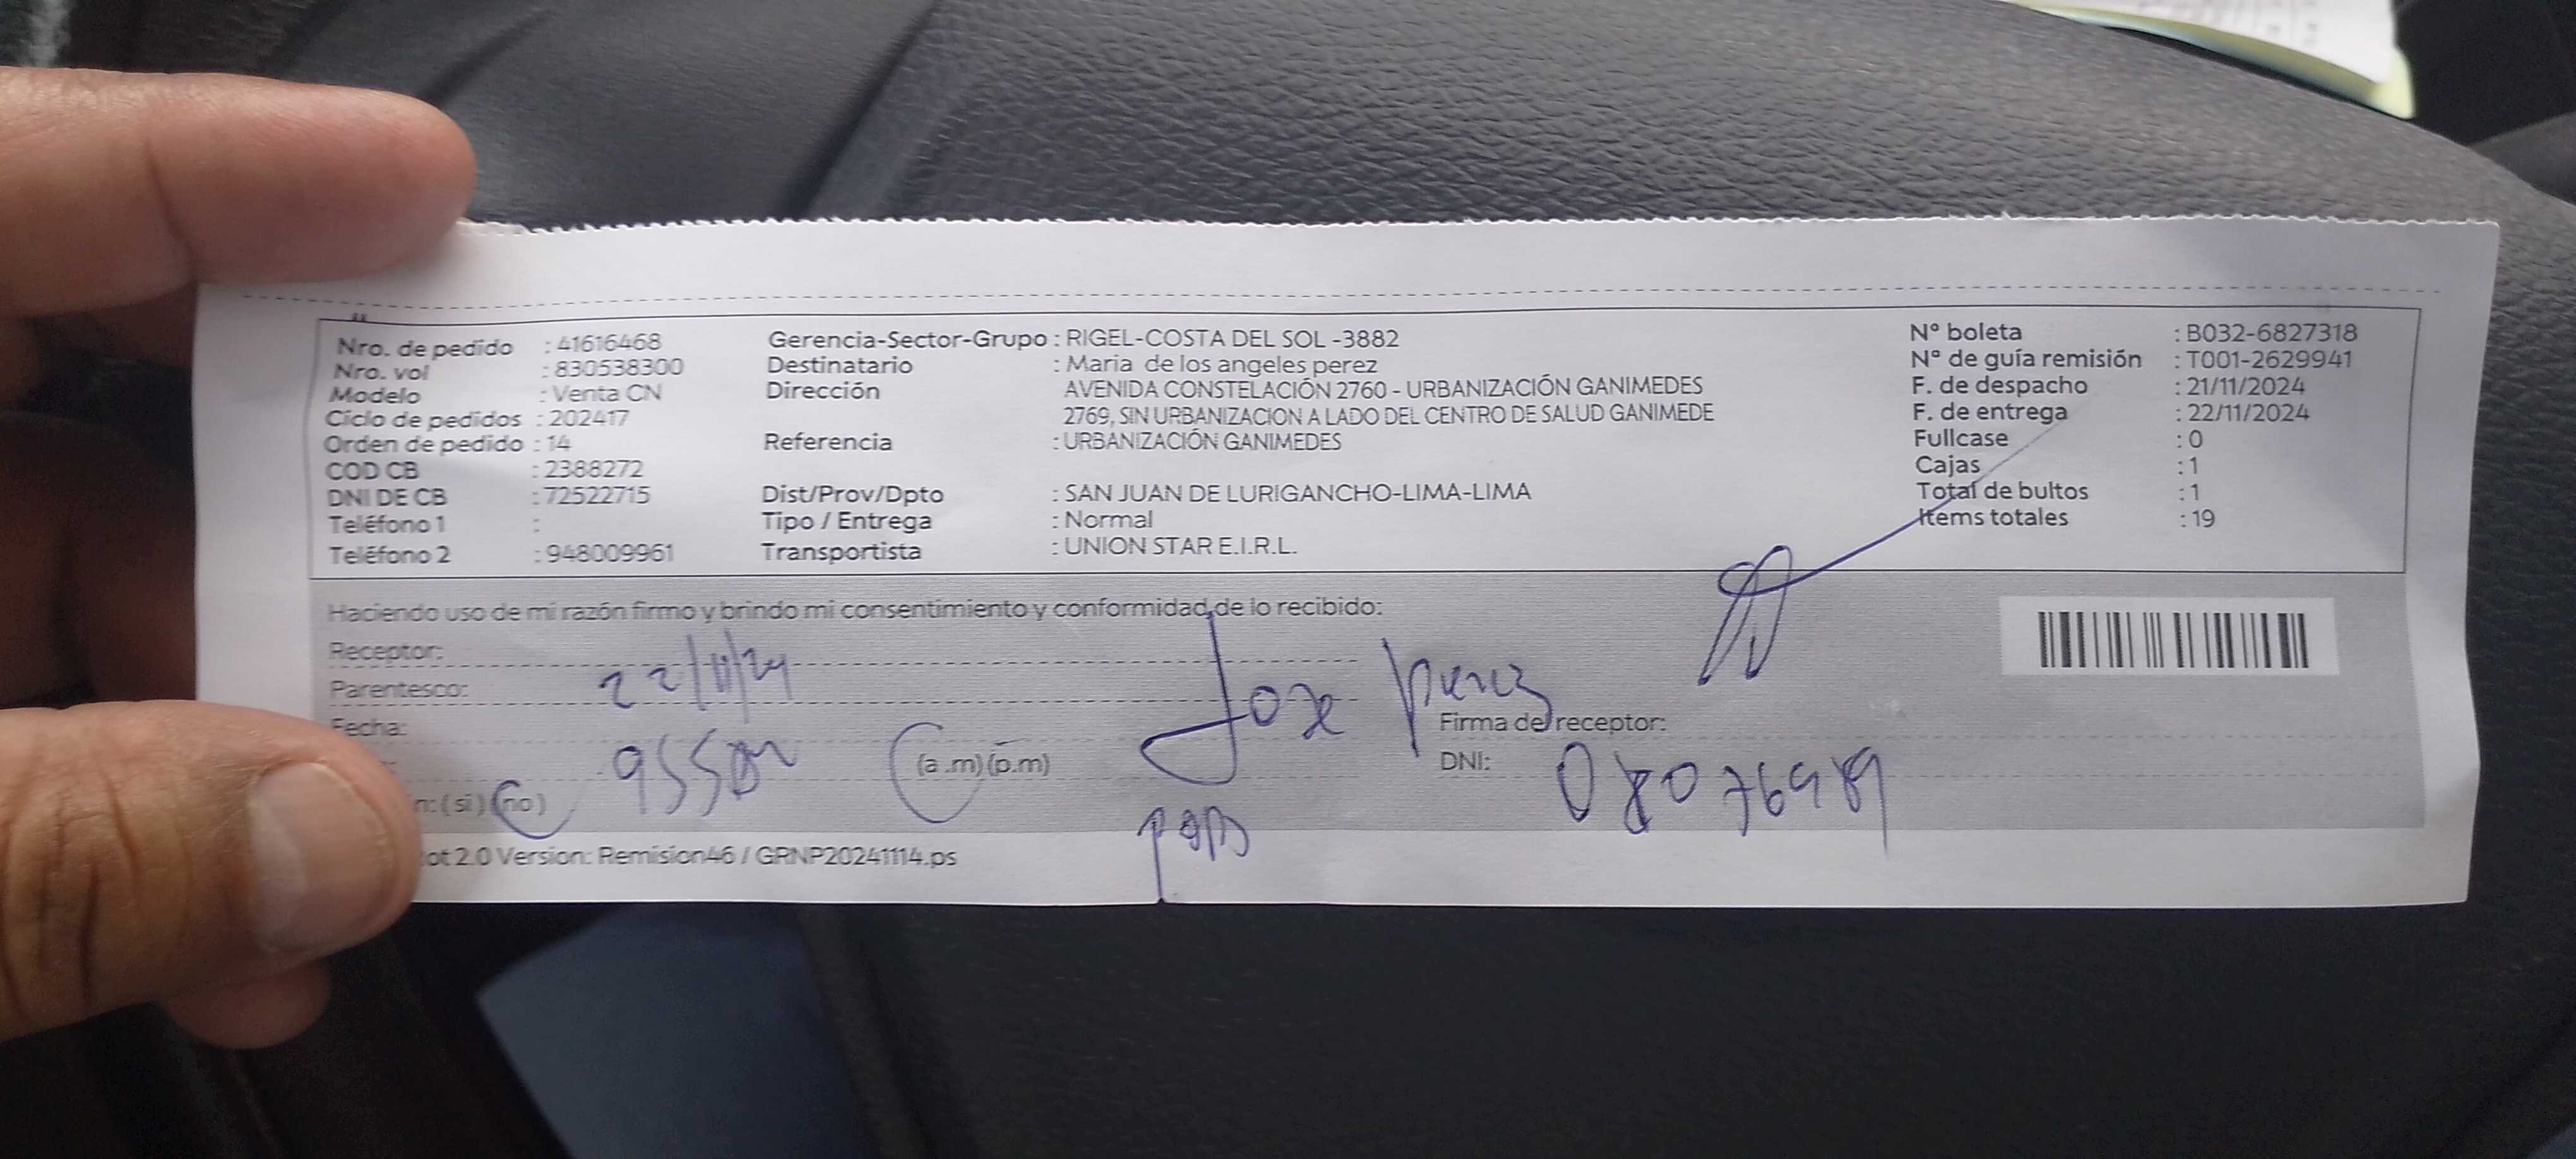 Nro. de pedido : 41616468
Nro. vol : 830538300
Modelo : Venta CN
Ciclo de pedidos : 202417
Orden de pedido : 14
COD CB : 2388272
DNI DE CB : 72522715
Teléfono 1 :
Teléfono 2 : 948009961
Gerencia-Sector-Grupo : RIGEL-COSTA DEL SOL -3882
Destinatario : Maria de los angeles perez
Dirección AVENIDA CONSTELACIÓN 2760 - URBANIZACIÓN GANIMEDES
2769, SIN URBANIZACION A LADO DEL CENTRO DE SALUD GANIMEDE
Referencia : URBANIZACIÓN GANIMEDES
Dist/Prov/Dpto : SAN JUAN DE LURIGANCHO-LIMA-LIMA
Tipo / Entrega : Normal
Transportista : UNION STAR E.I.R.L.
N° boleta : B032-6827318
N° de guía remisión : T001-2629941
F. de despacho : 21/11/2024
F. de entrega : 22/11/2024
Fullcase : 0
Cajas : 1
Total de bultos : 1
Items totales : 19
Haciendo uso de mi razón firmo y brindo mi consentimiento y conformidad de lo recibido:
Receptor:
Parentesco:
Fecha:
22/11/24
(a.m) (p.m)
n: (si) (no)
Jose perez
papa
Firma de receptor:
DNI:
ot 2.0 Version: Remision46 / GRNP20241114.ps